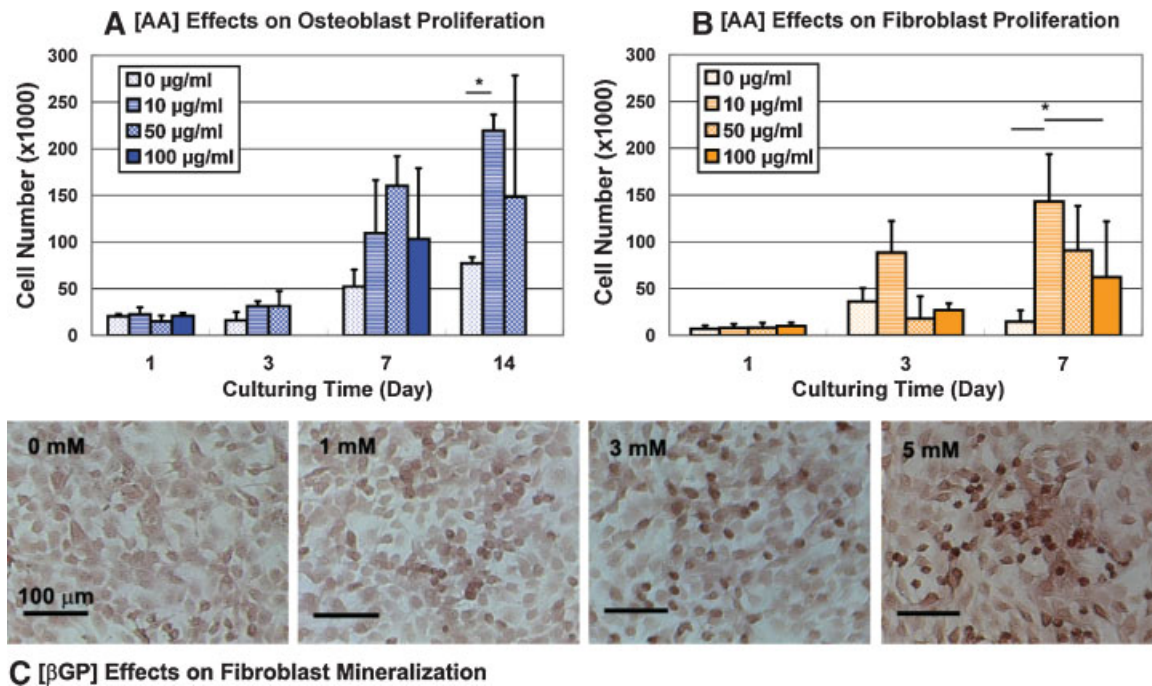 A [AA] Effects on Osteoblast Proliferation
300
250
200
150
100
50
0
Cell Number (x1000)
0 µg/ml
10 µg/ml
50 µg/ml
100 µg/ml
*
1 3 7 14
Culturing Time (Day)
B [AA] Effects on Fibroblast Proliferation
300
250
200
150
100
50
0
Cell Number (x1000)
0 µg/ml
10 µg/ml
50 µg/ml
100 µg/ml
*
1 3 7
Culturing Time (Day)
0 mM
100 µm
1 mM
3 mM
5 mM
C [βGP] Effects on Fibroblast Mineralization